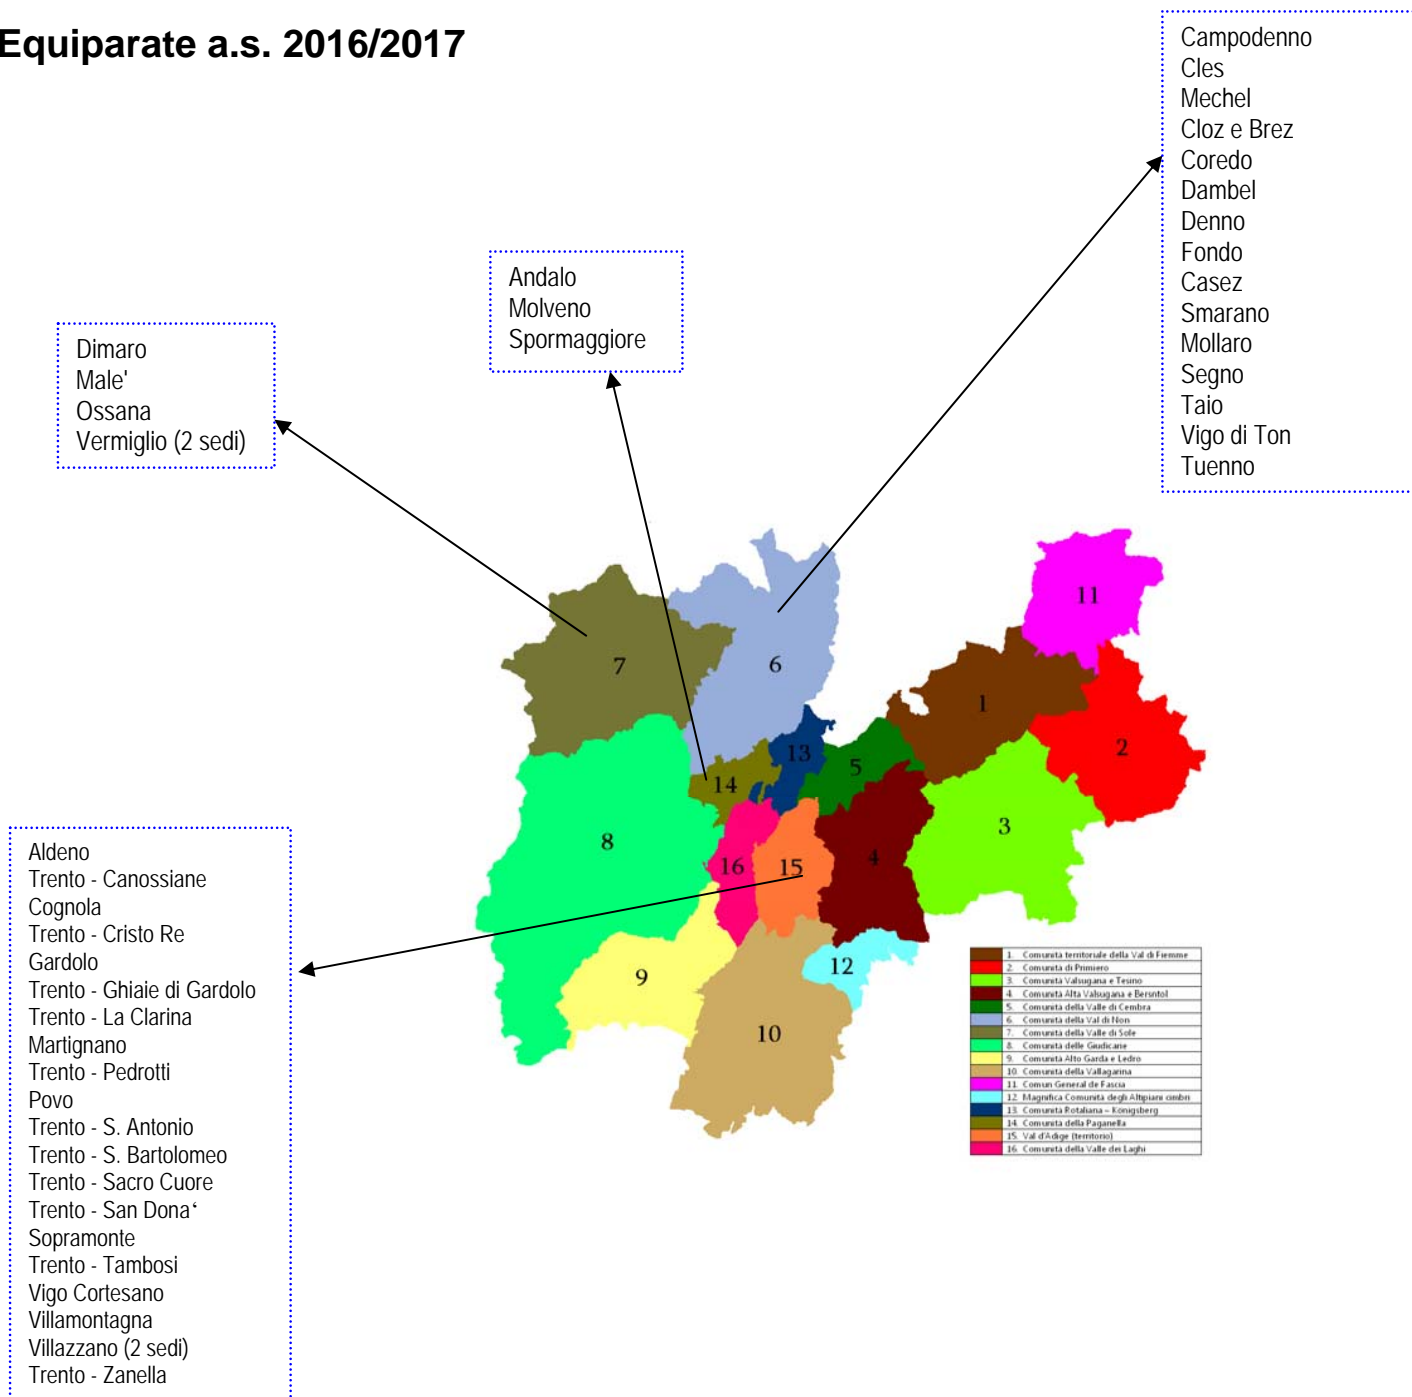 Equiparate a.s. 2016/2017
Campodenno
Cles
Mechel
Cloz e Brez
Coredo
Dambel
Denno
Fondo
Casez
Smarano
Mollaro
Segno
Taio
Vigo di Ton
Tuenno
Andalo
Molveno
Spormaggiore
Dimaro
Male'
Ossana
Vermiglio (2 sedi)
11
7
6
1
2
13
5
14
3
8
16
15
4
12
9
10
Aldeno
Trento - Canossiane
Cognola
Trento - Cristo Re
Gardolo
Trento - Ghiaie di Gardolo
Trento - La Clarina
Martignano
Trento - Pedrotti
Povo
Trento - S. Antonio
Trento - S. Bartolomeo
Trento - Sacro Cuore
Trento - San Dona‘
Sopramonte
Trento - Tambosi
Vigo Cortesano
Villamontagna
Villazzano (2 sedi)
Trento - Zanella
1. Comunità territoriale della Val di Fiemme
2. Comunità di Primiero
3. Comunità Valsugana e Tesino
4. Comunità Alta Valsugana e Bersntol
5. Comunità della Valle di Cembra
6. Comunità della Val di Non
7. Comunità della Valle di Sole
8. Comunità delle Giudicarie
9. Comunità Alto Garda e Ledro
10. Comunità della Vallagarina
11. Comun General de Fascia
12. Magnifica Comunità degli Altipiani cimbri
13. Comunità Rotaliana – Königsberg
14. Comunità della Paganella
15. Val d'Adige (territorio)
16. Comunità della Valle dei Laghi